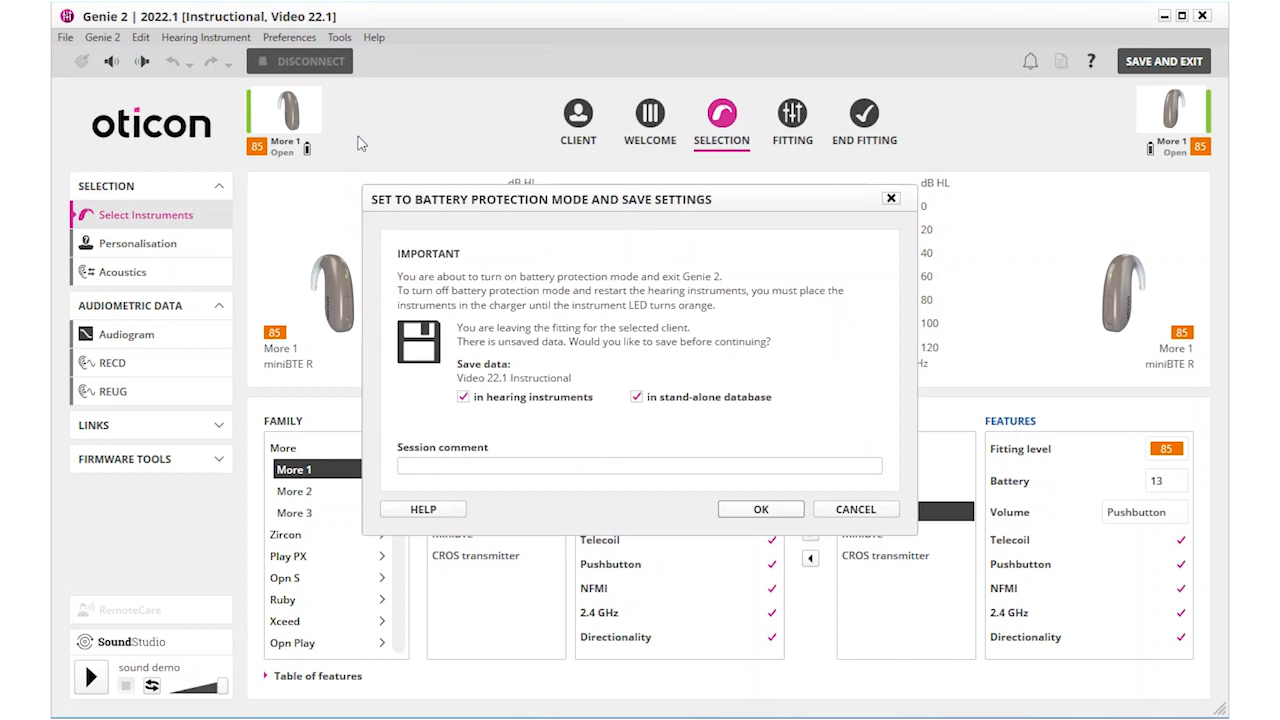 Genie 2 | 2022.1 [Instructional, Video 22.1]
File Genie 2 Edit Hearing Instrument Preferences Tools Help
DISCONNECT
? SAVE AND EXIT
oticon
85 More 1
Open
CLIENT WELCOME SELECTION FITTING END FITTING
More 1 85
Open
SELECTION
Select Instruments
Personalisation
Acoustics
AUDIOMETRIC DATA
Audiogram
RECD
REUG
LINKS
FIRMWARE TOOLS
RemoteCare
SoundStudio
sound demo
dB HL
85
More 1
miniBTE R
SET TO BATTERY PROTECTION MODE AND SAVE SETTINGS
IMPORTANT
You are about to turn on battery protection mode and exit Genie 2.
To turn off battery protection mode and restart the hearing instruments, you must place the
instruments in the charger until the instrument LED turns orange.
You are leaving the fitting for the selected client.
There is unsaved data. Would you like to save before continuing?
Save data:
Video 22.1 Instructional
in hearing instruments in stand-alone database
Session comment
HELP OK CANCEL
dB HL
0
20
40
60
80
100
120
Hz
85
More 1
miniBTE R
FAMILY
More
More 1
More 2
More 3
Zircon
Play PX
Opn S
Ruby
Xceed
Opn Play
miniBTE
CROS transmitter
Telecoil
Pushbutton
NFMI
2.4 GHz
Directionality
miniBTE
CROS transmitter
FEATURES
Fitting level 85
Battery 13
Volume Pushbutton
Telecoil
Pushbutton
NFMI
2.4 GHz
Directionality
Table of features